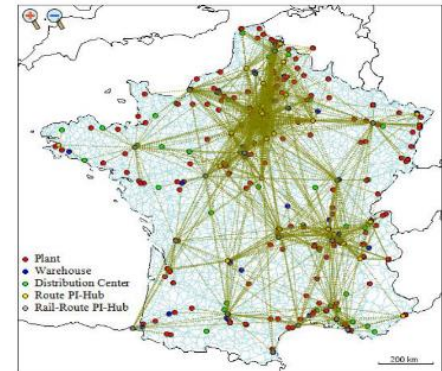 Plant
Warehouse
Distribution Center
Route PI-Hub
Rail-Route PI-Hub
200 km